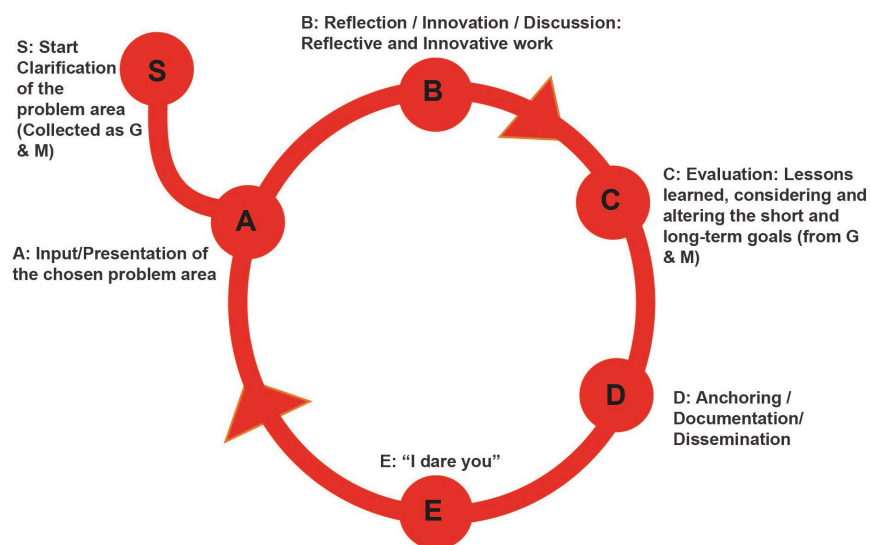 B: Reflection / Innovation / Discussion:
Reflective and Innovative work
S: Start
Clarification
of the
problem area
(Collected as G
& M)
S
B
C
C: Evaluation: Lessons
learned, considering and
altering the short and
long-term goals (from G
& M)
A
A: Input/Presentation of
the chosen problem area
D
D: Anchoring /
Documentation/
Dissemination
E: “I dare you”
E